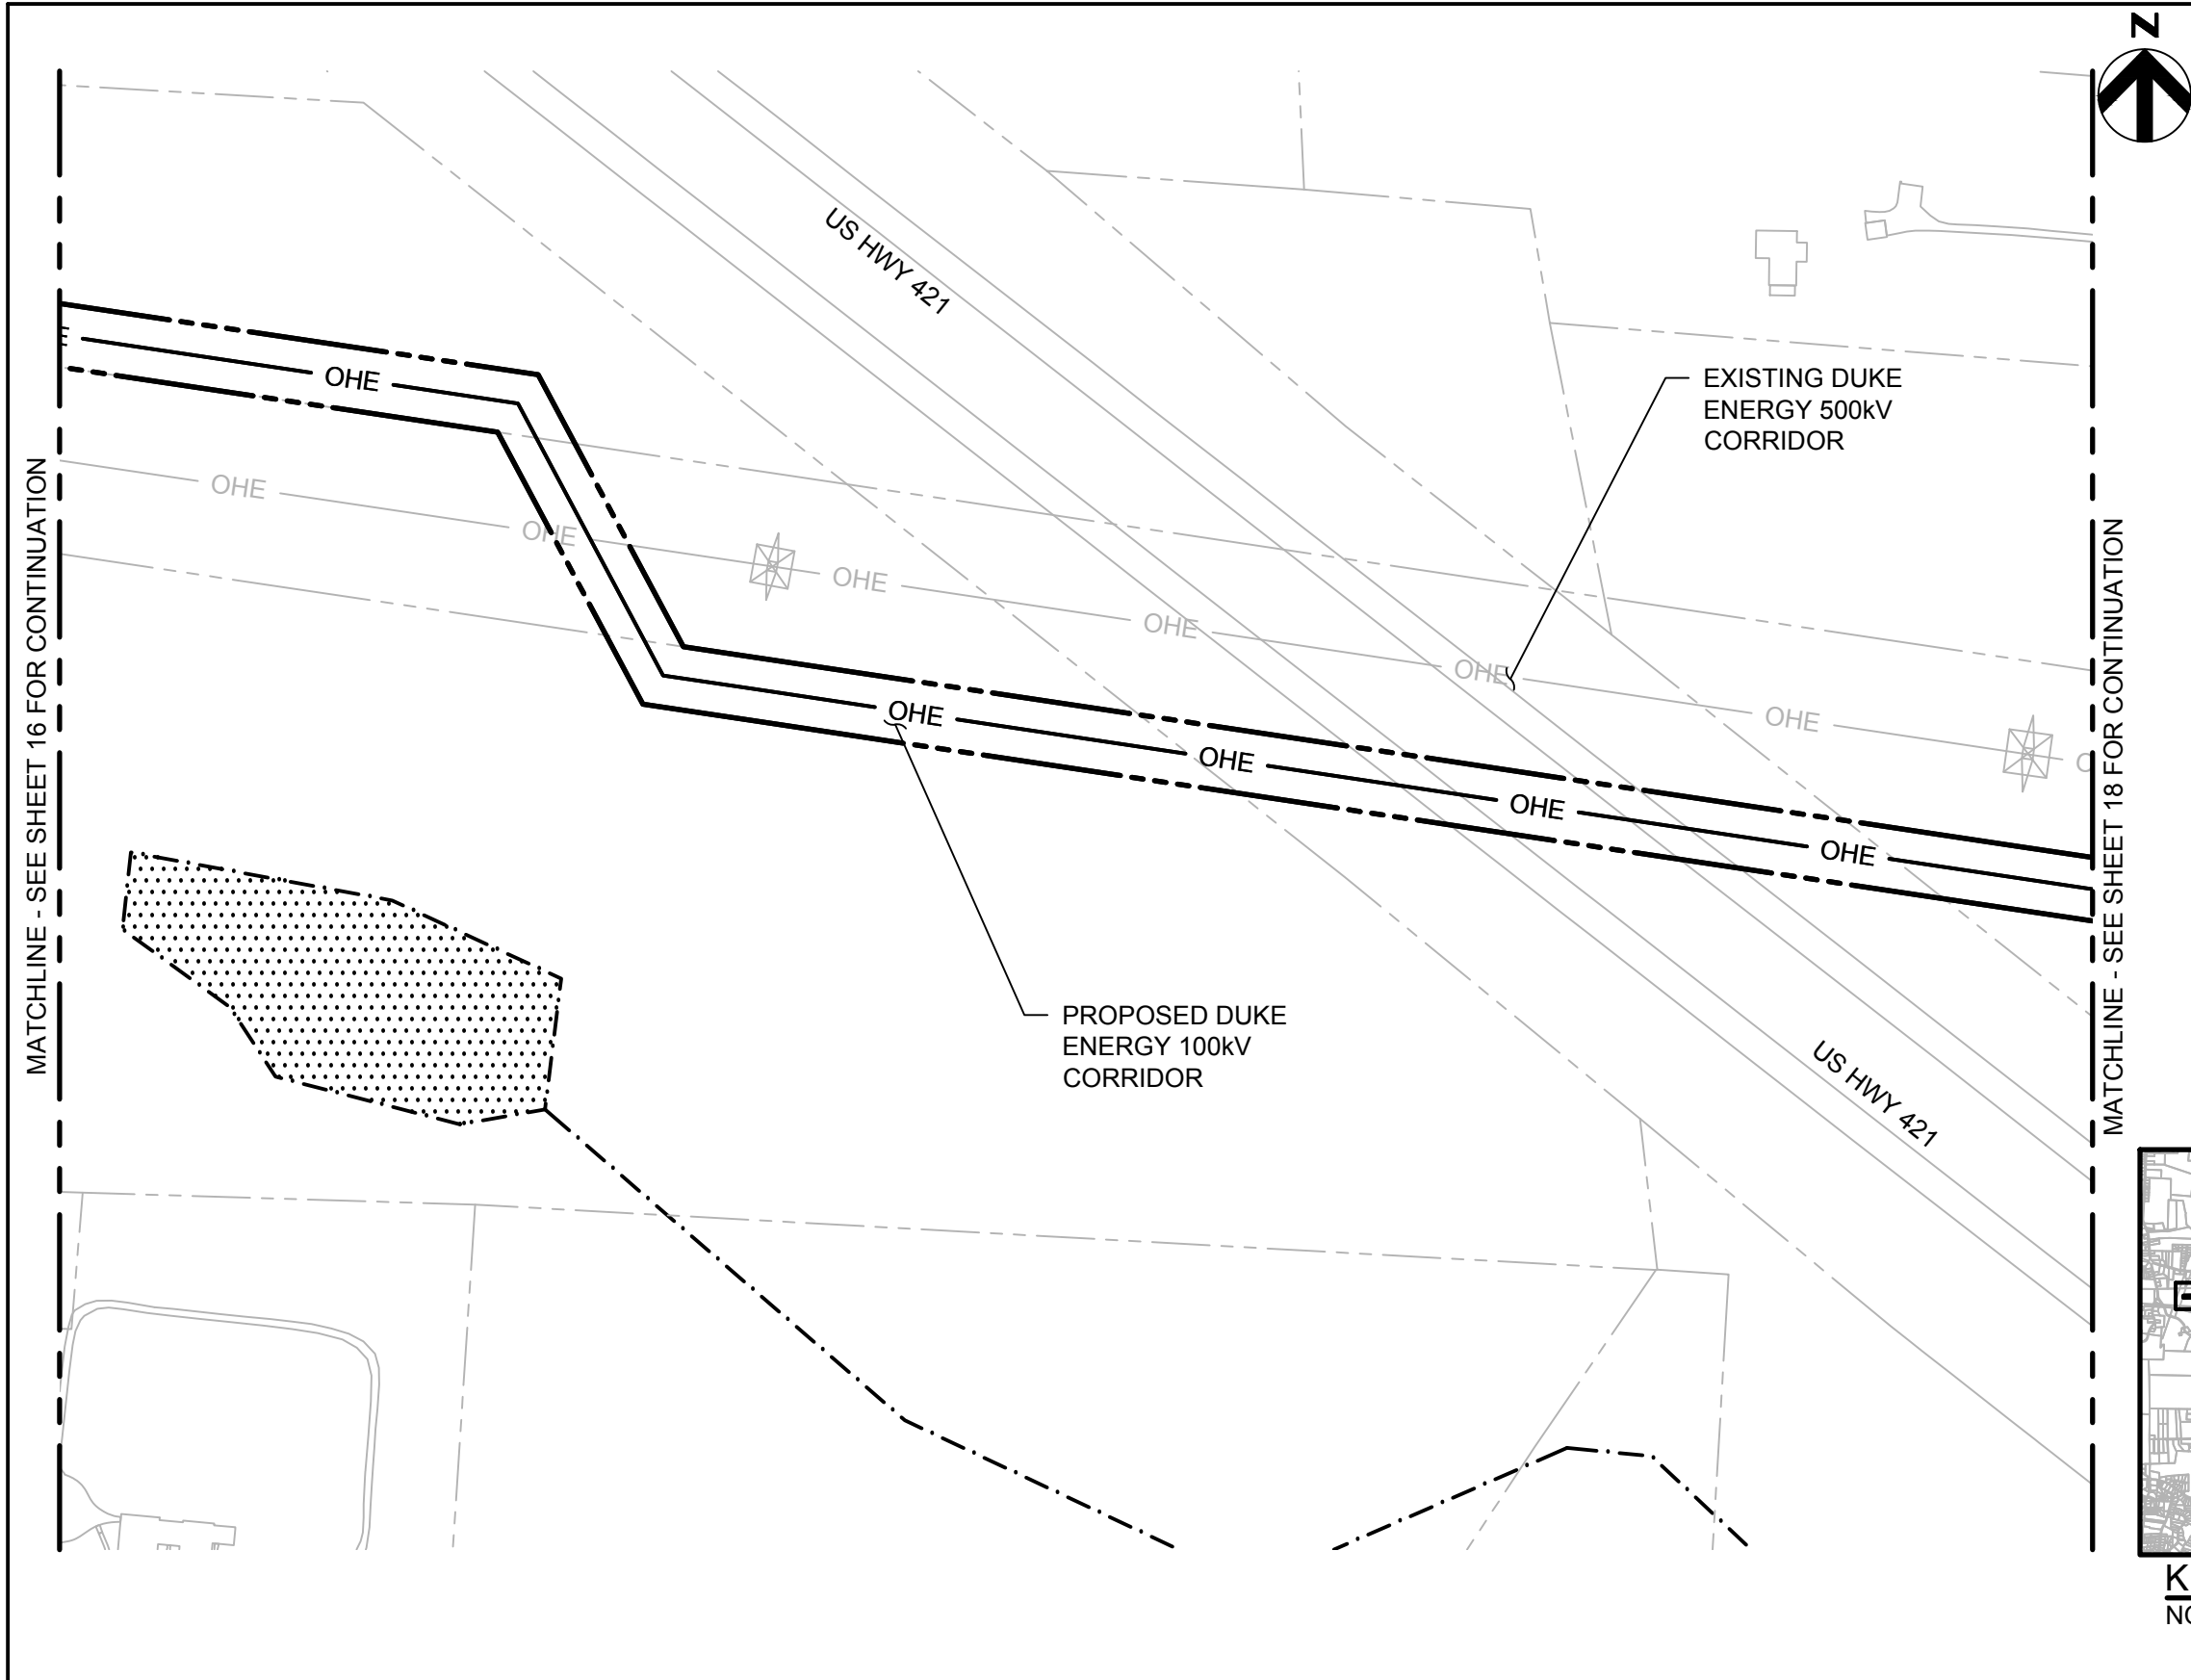 N
US HWY 421
EXISTING DUKE
ENERGY 500kV
CORRIDOR
OHE
OHE
OHE
OHE
OHE
OHE
OHE
OHE
OHE
OHE
OHE
MATCHLINE - SEE SHEET 16 FOR CONTINUATION
MATCHLINE - SEE SHEET 18 FOR CONTINUATION
PROPOSED DUKE
ENERGY 100kV
CORRIDOR
US HWY 421